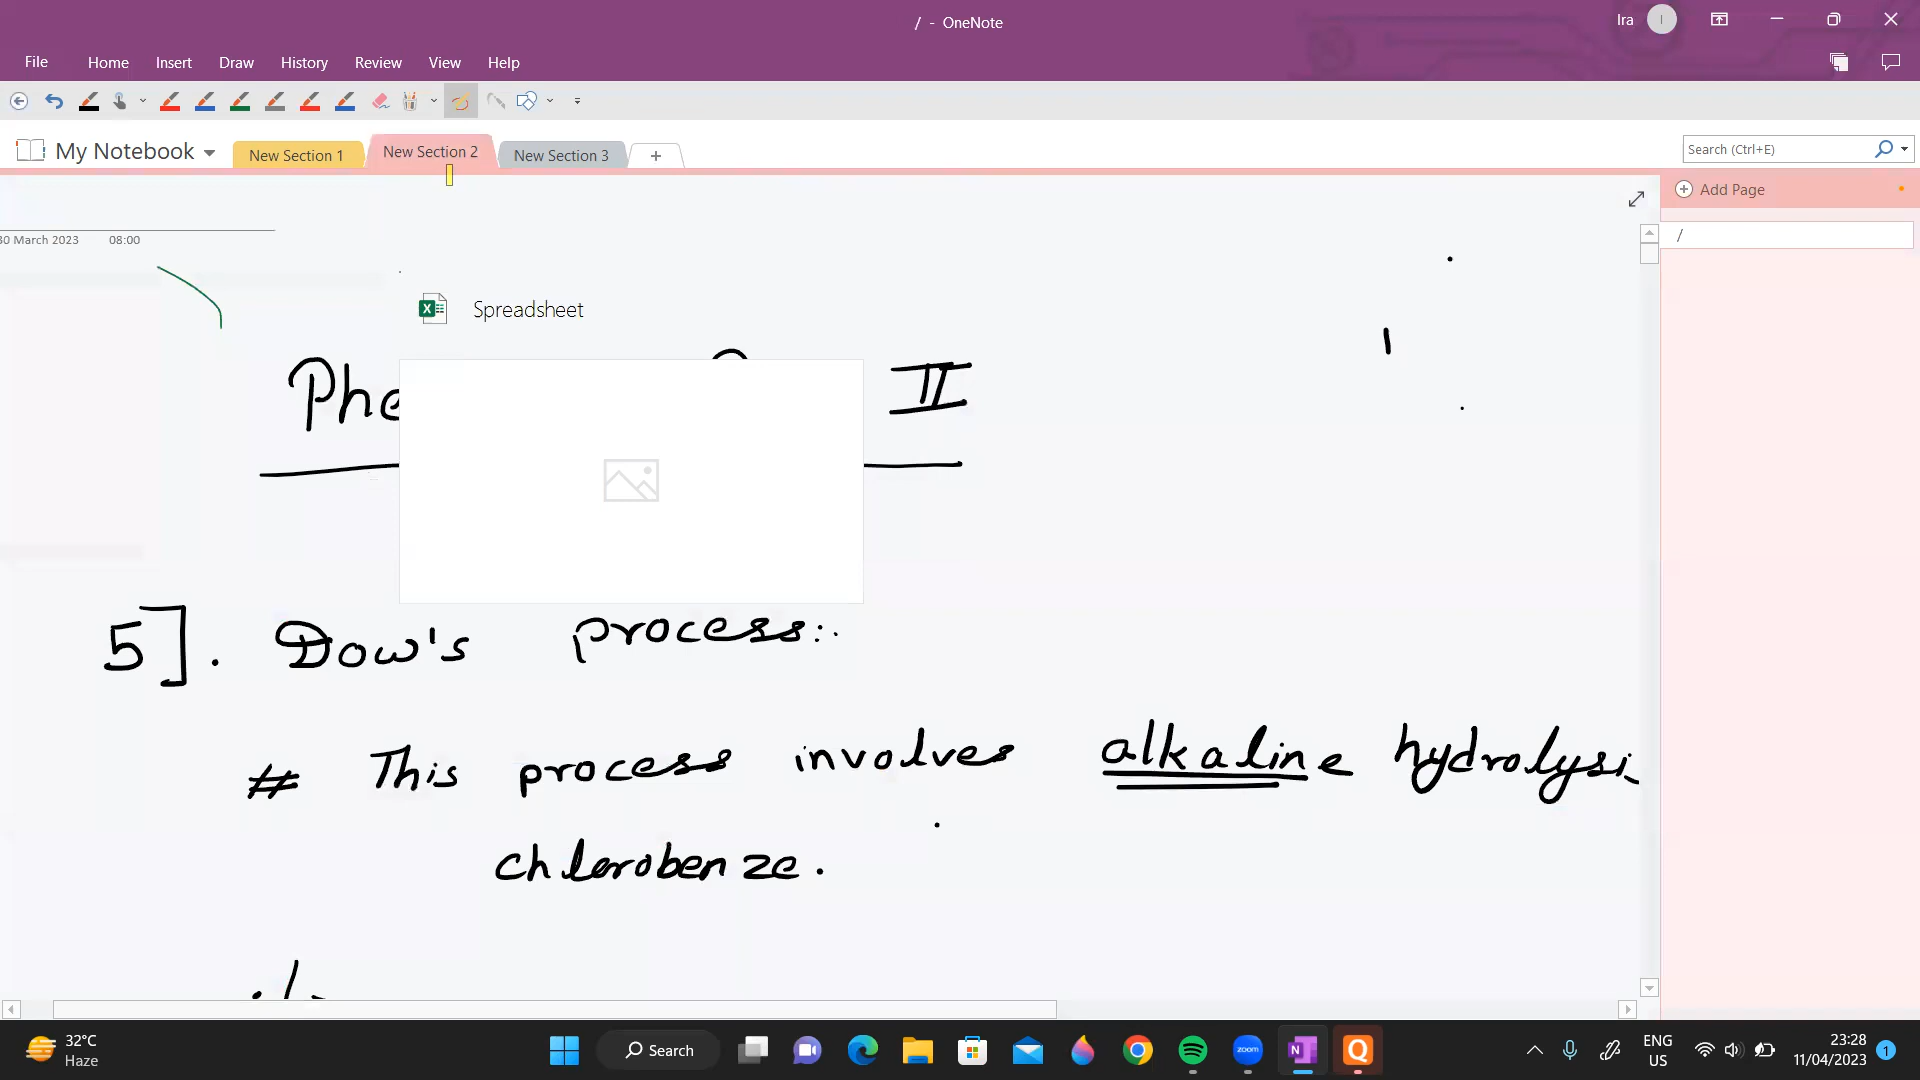 / - OneNote
Ira
I
File Home Insert Draw History Review View Help
My Notebook New Section 1 New Section 2 New Section 3 +
Search (Ctrl+E)
Add Page
/
30 March 2023 08:00
Spreadsheet
II
5]. Dow's process:.
# This process involves alkaline hydrolysi
chlorobenze.
32°C
Haze
Search
zoom
N
Q
ENG
US
23:28
11/04/2023
1